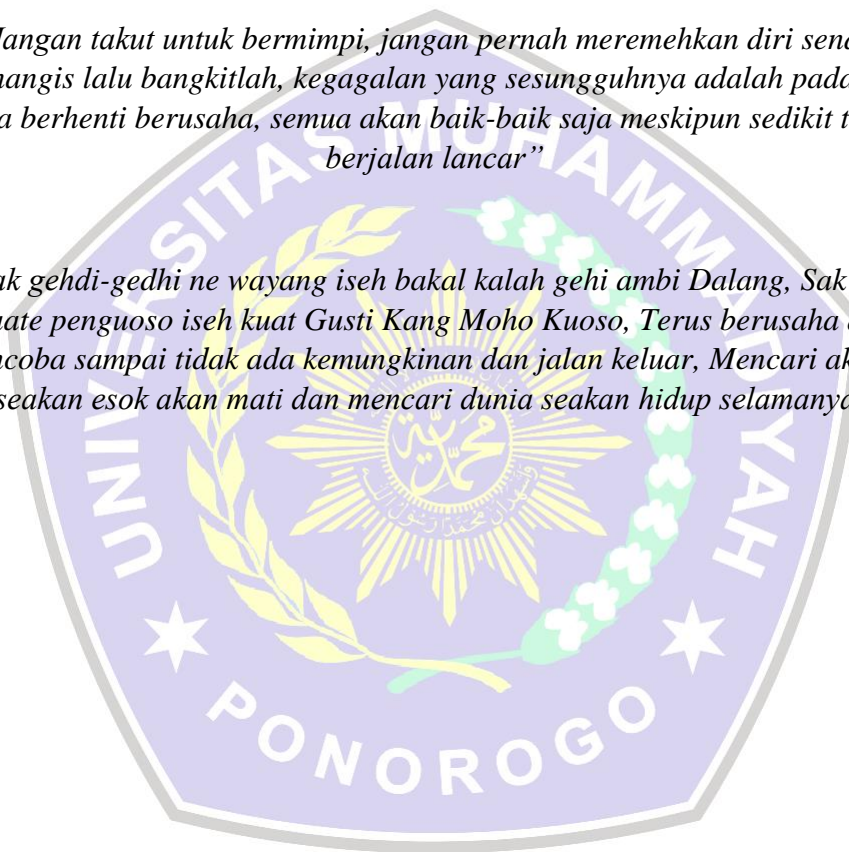 Jangan takut untuk bermimpi, jangan pernah meremehkan diri
nangis lalu bangkitlah, kegagalan yang sesungguhnya adalah pada
a berhenti berusaha, semua akan baik-baik saja meskipun sedikit t
berjalan lancar”
ak gehdi-gedhi ne wayang iseh bakal kalah gehi ambi Dalang, Sak
uate penguoso iseh kuat Gusti Kang Moho Kuoso, Terus berusaha
ncoba sampai tidak ada kemungkinan dan jalan keluar, Mencari ak
seakan esok akan mati dan mencari dunia seakan hidup selamanya
UNIVERSITAS MUHAMMADIYAH
محمدية
PONOROGO